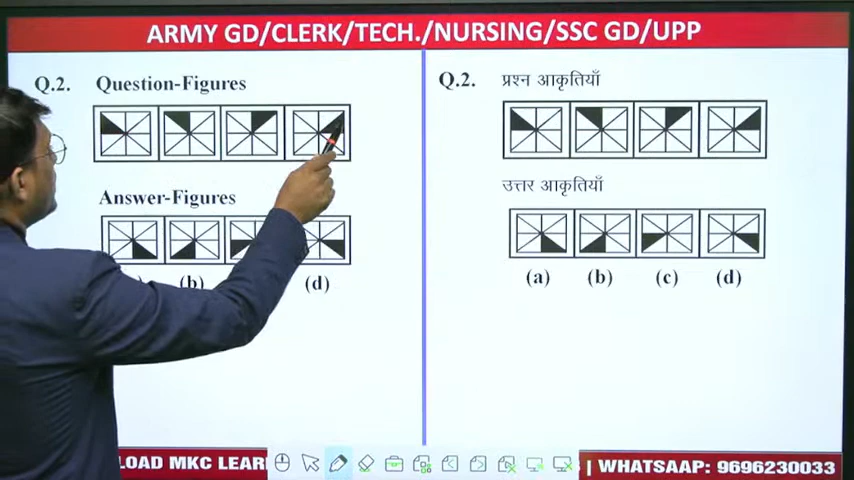 ARMY GD/CLERK/TECH./NURSING/SSC GD/UPP
Q.2. Question-Figures
Answer-Figures
(b)
(d)
Q.2. प्रश्न आकृतियाँ
उत्तर आकृतियाँ
(a) (b) (c) (d)
LOAD MKC LEAR
| WHATSAAP: 9696230033